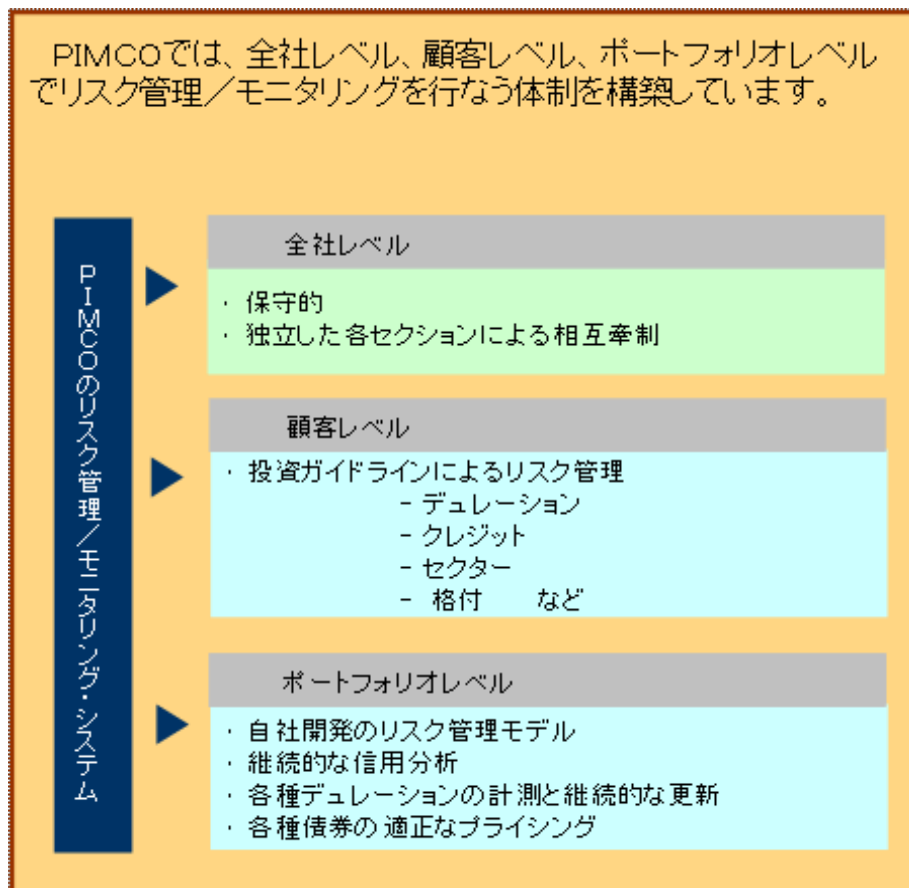 PIMCOでは、全社レベル、顧客レベル、ポートフォリオレベル
でリスク管理／モニタリングを行なう体制を構築しています。
PIMCOのリスク管理／モニタリング・システム
全社レベル
・ 保守的
・ 独立した各セクションによる相互牽制
顧客レベル
・ 投資ガイドラインによるリスク管理
－ デュレーション
－ クレジット
－ セクター
－ 格付　　など
ポートフォリオレベル
・ 自社開発のリスク管理モデル
・ 継続的な信用分析
・ 各種デュレーションの計測と継続的な更新
・ 各種債券の適正なプライシング